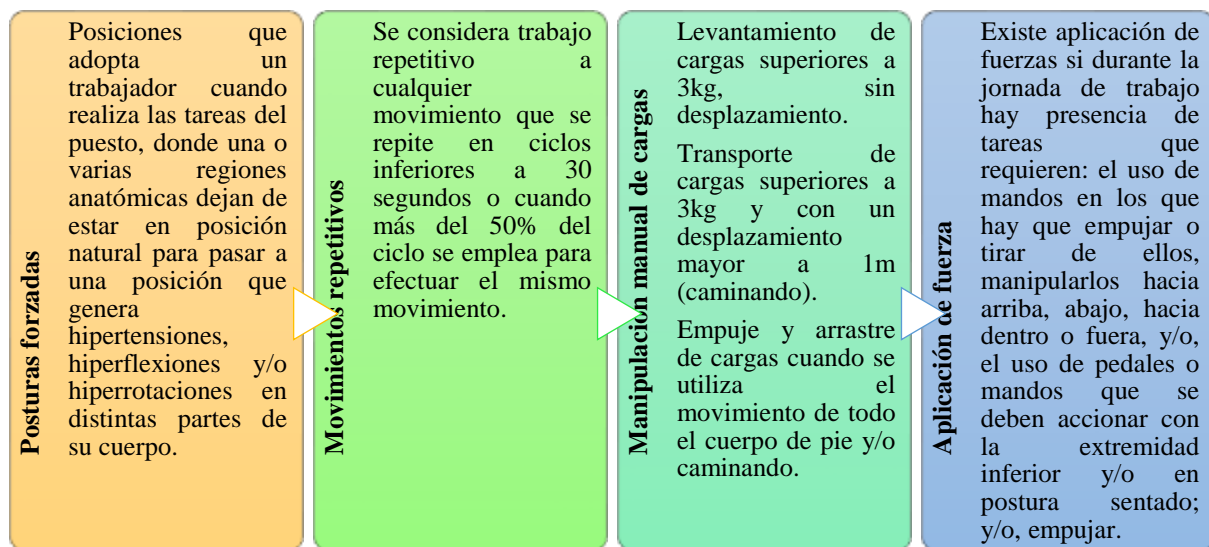 Posturas forzadas
Posiciones que
adopta un
trabajador cuando
realiza las tareas del
puesto, donde una o
varias regiones
anatómicas dejan de
estar en posición
natural para pasar a
una posición que
genera
hipertensiones,
hiperflexiones y/o
hiperrotaciones en
distintas partes de
su cuerpo.
Movimientos repetitivos
Se considera trabajo
repetitivo a
cualquier
movimiento que se
repite en ciclos
inferiores a 30
segundos o cuando
más del 50% del
ciclo se emplea para
efectuar el mismo
movimiento.
Manipulacion manual de cargas
Levantamiento de
cargas superiores a
3kg, sin
desplazamiento.
Transporte de
cargas superiores a
3kg y con un
desplazamiento
mayor a 1m
(caminando).
Empuje y arrastre
de cargas cuando se
utiliza el
movimiento de todo
el cuerpo de pie y/o
caminando.
Aplicación de fuerza
Existe aplicación de
fuerzas si durante la
jornada de trabajo
hay presencia de
tareas que
requieren: el uso de
mandos en los que
hay que empujar o
tirar de ellos,
manipularlos hacia
arriba, abajo, hacia
dentro o fuera, y/o,
el uso de pedales o
mandos que se
deben accionar con
la extremidad
inferior y/o en
postura sentado;
y/o, empujar.